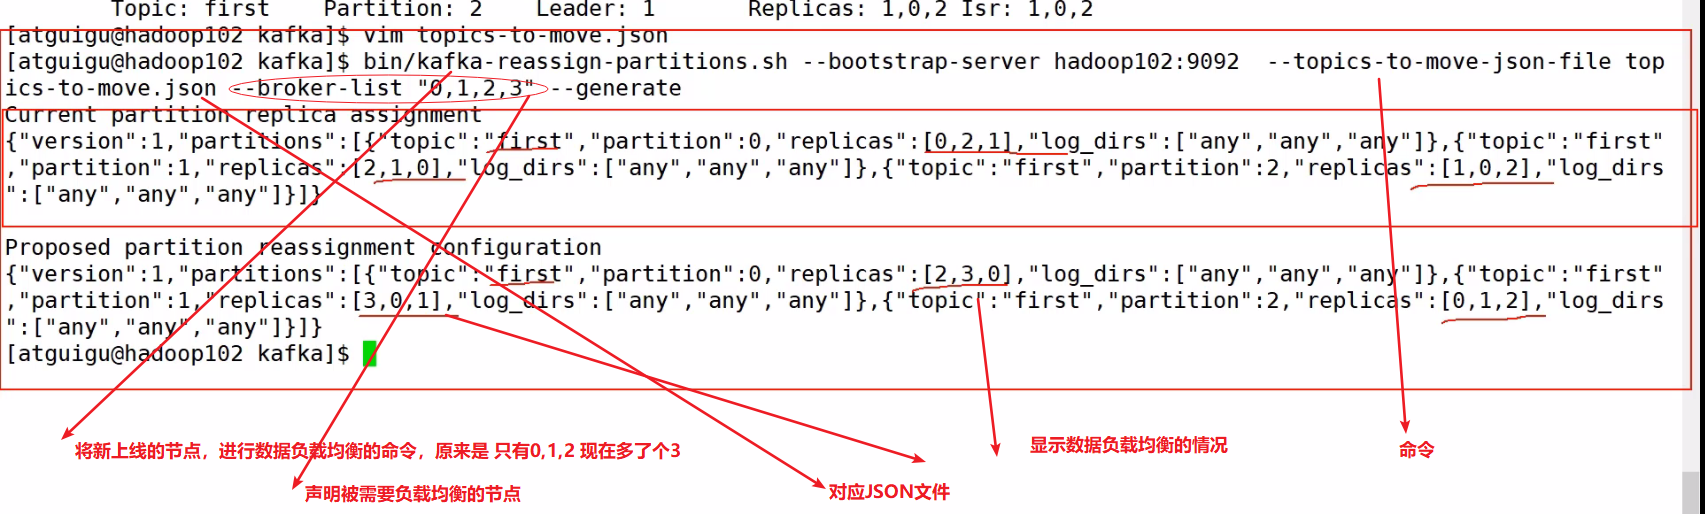 Topic: first    Partition: 2    Leader: 1       Replicas: 1,0,2 Isr: 1,0,2
[atguigu@hadoop102 kafka]$ vim topics-to-move.json
[atguigu@hadoop102 kafka]$ bin/kafka-reassign-partitions.sh --bootstrap-server hadoop102:9092  --topics-to-move-json-file top
ics-to-move.json --broker-list "0,1,2,3" --generate
Current partition replica assignment
{"version":1,"partitions":[{"topic":"first","partition":0,"replicas":[0,2,1],"log_dirs":["any","any","any"]},{"topic":"first"
,"partition":1,"replicas":[2,1,0],"log_dirs":["any","any","any"]},{"topic":"first","partition":2,"replicas":[1,0,2],"log_dirs
":["any","any","any"]}]}
Proposed partition reassignment configuration
{"version":1,"partitions":[{"topic":"first","partition":0,"replicas":[2,3,0],"log_dirs":["any","any","any"]},{"topic":"first"
,"partition":1,"replicas":[3,0,1],"log_dirs":["any","any","any"]},{"topic":"first","partition":2,"replicas":[0,1,2],"log_dirs
":["any","any","any"]}]}
[atguigu@hadoop102 kafka]$
将新上线的节点，进行数据负载均衡的命令，原来是 只有0,1,2 现在多了个3
显示数据负载均衡的情况
命令
声明被需要负载均衡的节点
对应JSON文件